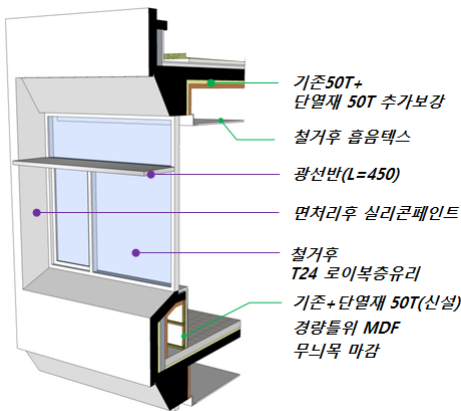 기존50T+
단열재 50T 추가보강
철거후 흡음텍스
광선반(L=450)
면처리후 실리콘페인트
철거후
T24 로이복층유리
기존+단열재 50T(신설)
경량틀위 MDF
무늬목 마감